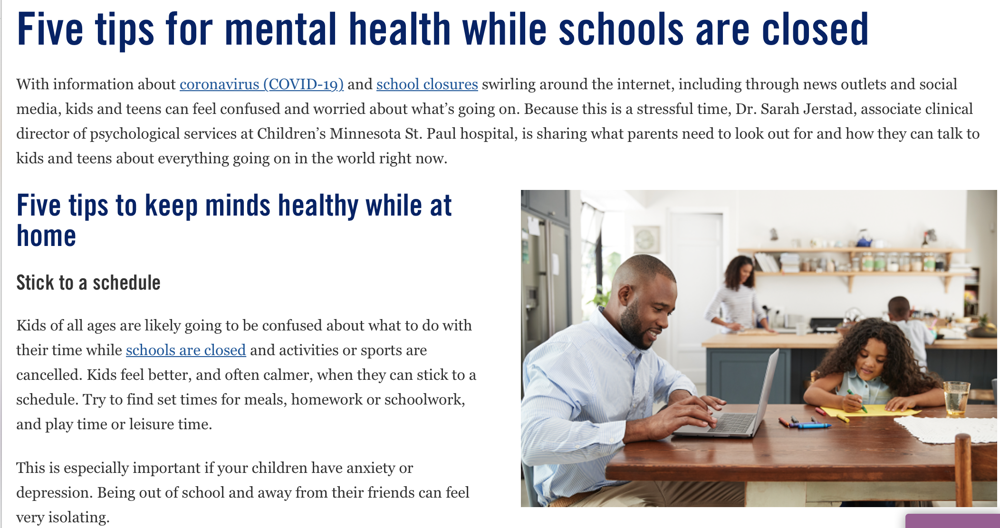 Five tips for mental health while schools are closed
With information about coronavirus (COVID-19) and school closures swirling around the internet, including through news outlets and social
media, kids and teens can feel confused and worried about what’s going on. Because this is a stressful time, Dr. Sarah Jerstad, associate clinical
director of psychological services at Children’s Minnesota St. Paul hospital, is sharing what parents need to look out for and how they can talk to
kids and teens about everything going on in the world right now.
Five tips to keep minds healthy while at
home
Stick to a schedule
Kids of all ages are likely going to be confused about what to do with
their time while schools are closed and activities or sports are
cancelled. Kids feel better, and often calmer, when they can stick to a
schedule. Try to find set times for meals, homework or schoolwork,
and play time or leisure time.
This is especially important if your children have anxiety or
depression. Being out of school and away from their friends can feel
very isolating.